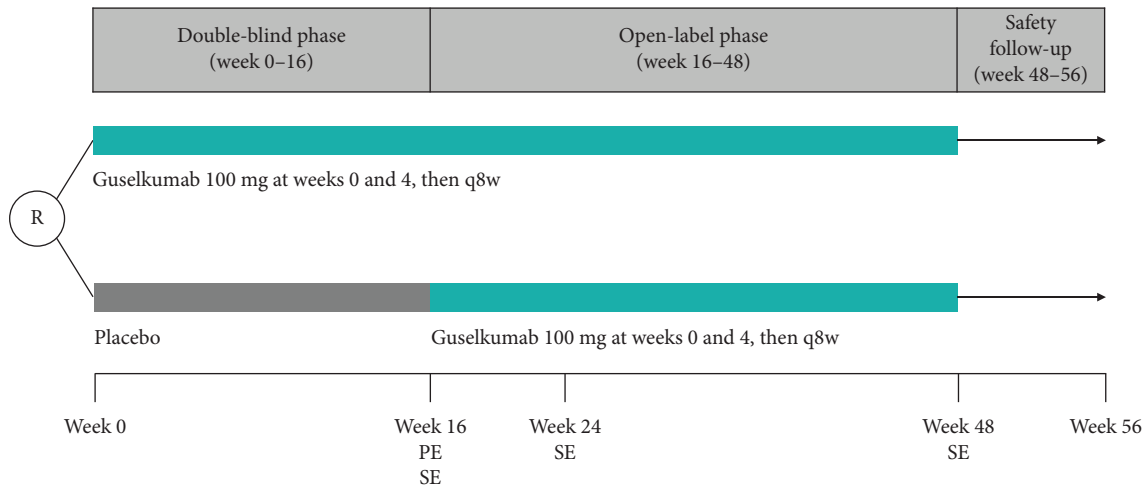 Double-blind phase
(week 0–16)
Open-label phase
(week 16–48)
Safety
follow-up
(week 48–56)
R
Guselkumab 100 mg at weeks 0 and 4, then q8w
Placebo
Guselkumab 100 mg at weeks 0 and 4, then q8w
Week 0
Week 16
PE
SE
Week 24
SE
Week 48
SE
Week 56